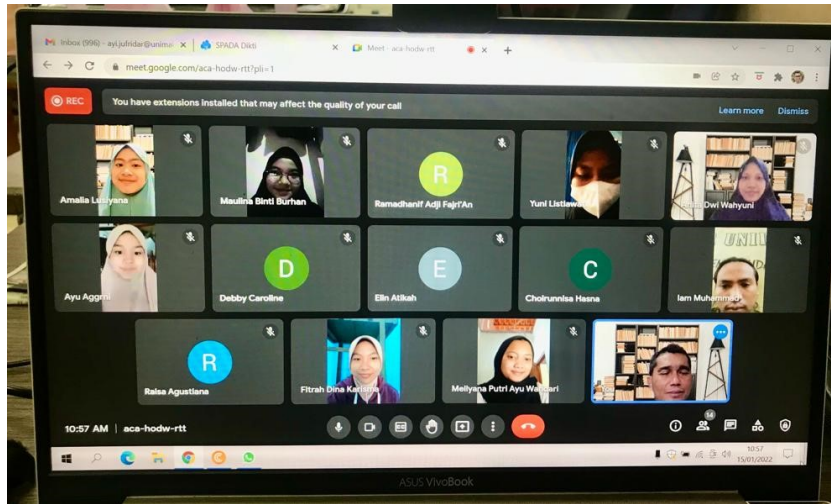 Inbox (996) - ayi.jufridar@unima
SPADA Dikti
Meet - aca-hodw-rtt
meet.google.com/aca-hodw-rtt?pli=1
REC
You have extensions installed that may affect the quality of your call
Learn more
Dismiss
Amalia Lusiyana
Maulina Binti Burhan
R
Ramadhanif Adji Fajri'An
Yuni Listiawa
Dwi Wahyuni
UNI
Ayu Aggrni
D
Debby Caroline
E
Elin Atikah
C
Choirunnisa Hasna
Iam Muhammad
R
Raisa Agustiana
Fitrah Dina Karisma
Mellyana Putri Ayu Wandari
You
10:57 AM | aca-hodw-rtt
14
10:57
15/01/2022
ASUS VivoBook